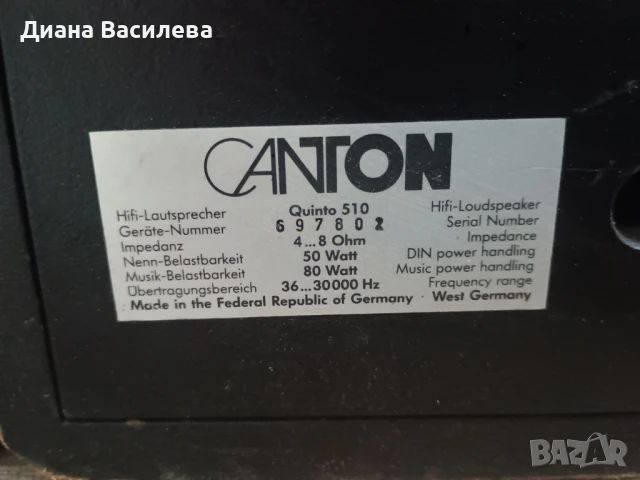 Диана Василева
CANTON
Hifi-Lautsprecher Quinto 510 Hifi-Loudspeaker
Geräte-Nummer 697802 Serial Number
Impedanz 4...8 Ohm Impedance
Nenn-Belastbarkeit 50 Watt DIN power handling
Musik-Belastbarkeit 80 Watt Music power handling
Übertragungsbereich 36...30000 Hz Frequency range
Made in the Federal Republic of Germany · West Germany
BAZAR